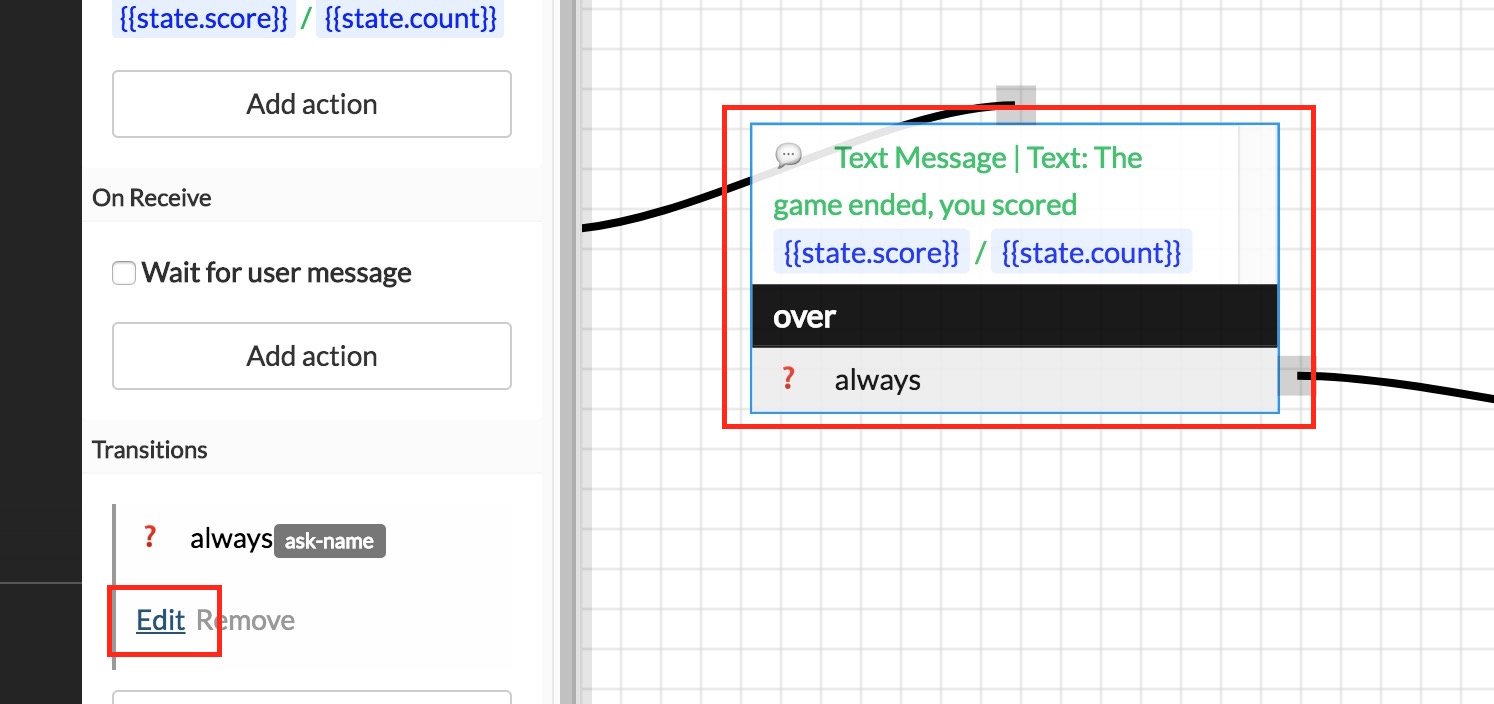 {{state.score}} / {{state.count}}
Add action
On Receive
Wait for user message
Add action
Transitions
? always ask-name
Edit Remove
Text Message | Text: The
game ended, you scored
{{state.score}} / {{state.count}}
over
? always